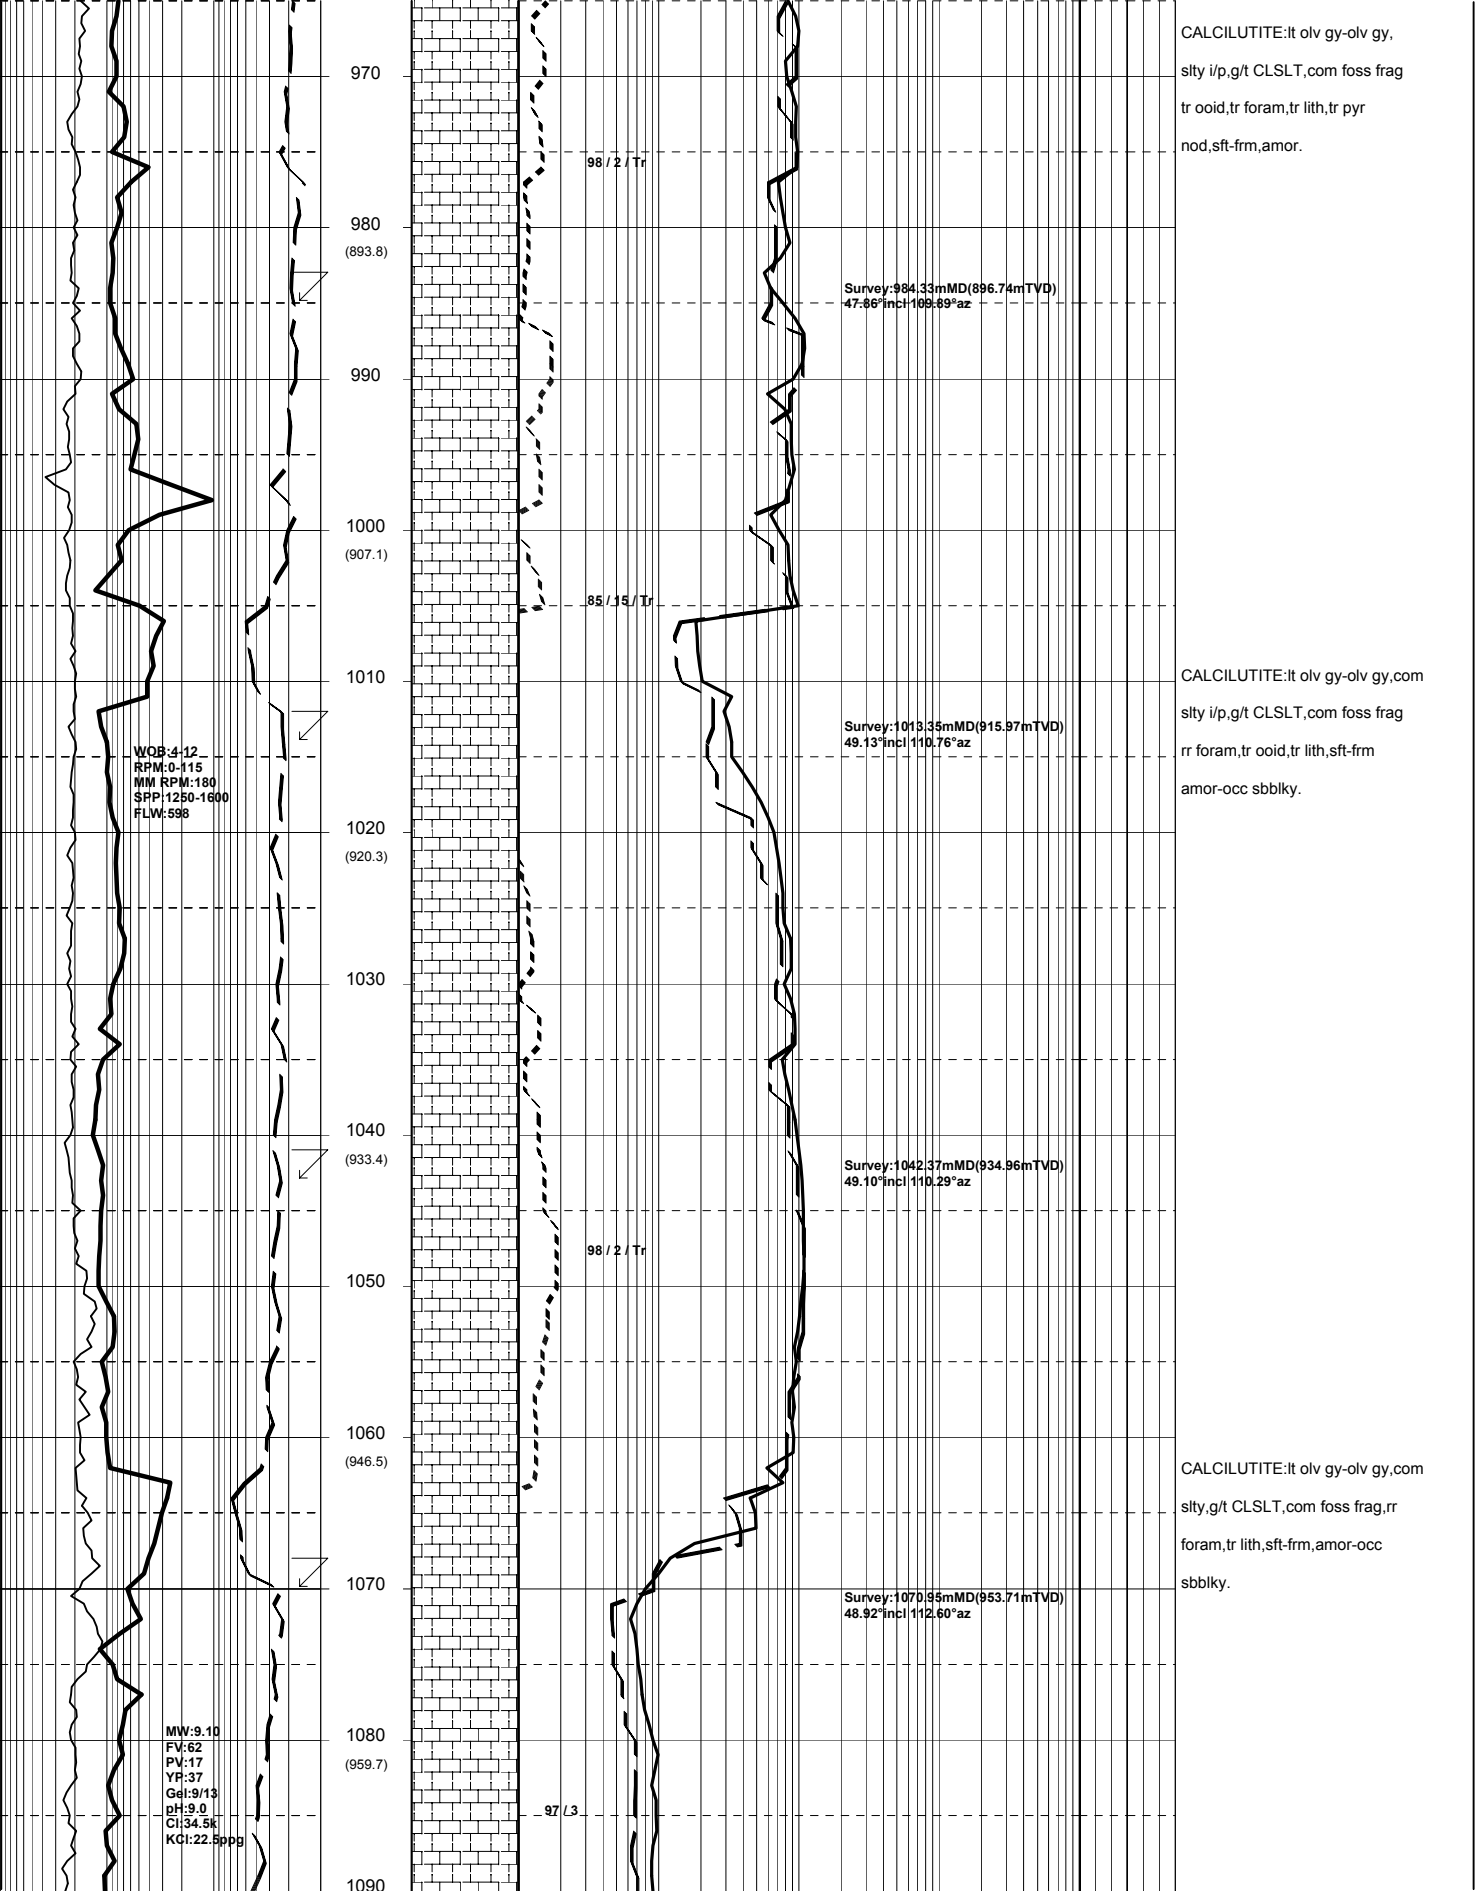 CALCILUTITE:lt olv gy-olv gy,
slty i/p,g/t CLSLT,com foss frag
tr ooid,tr foram,tr lith,tr pyr
nod,sft-frm,amor.
970
98 / 2 / Tr
980
(893.8)
Survey:984.33mMD(896.74mTVD)
47.86°incl 109.89°az
990
1000
(907.1)
85 / 15 / Tr
1010
CALCILUTITE:lt olv gy-olv gy,com
slty i/p,g/t CLSLT,com foss frag
rr foram,tr ooid,tr lith,sft-frm
amor-occ sbblky.
Survey:1013.35mMD(915.97mTVD)
49.13°incl 110.76°az
WOB:4-12
RPM:0-115
MM RPM:180
SPP:1250-1600
FLW:598
1020
(920.3)
1030
1040
(933.4)
Survey:1042.37mMD(934.96mTVD)
49.10°incl 110.29°az
98 / 2 / Tr
1050
1060
(946.5)
CALCILUTITE:lt olv gy-olv gy,com
slty,g/t CLSLT,com foss frag,rr
foram,tr lith,sft-frm,amor-occ
sbblky.
1070
Survey:1070.95mMD(953.71mTVD)
48.92°incl 112.60°az
MW:9.10
FV:62
PV:17
YP:37
Gel:9/13
pH:9.0
Cl:34.5k
KCl:22.5ppg
1080
(959.7)
97 / 3
1090